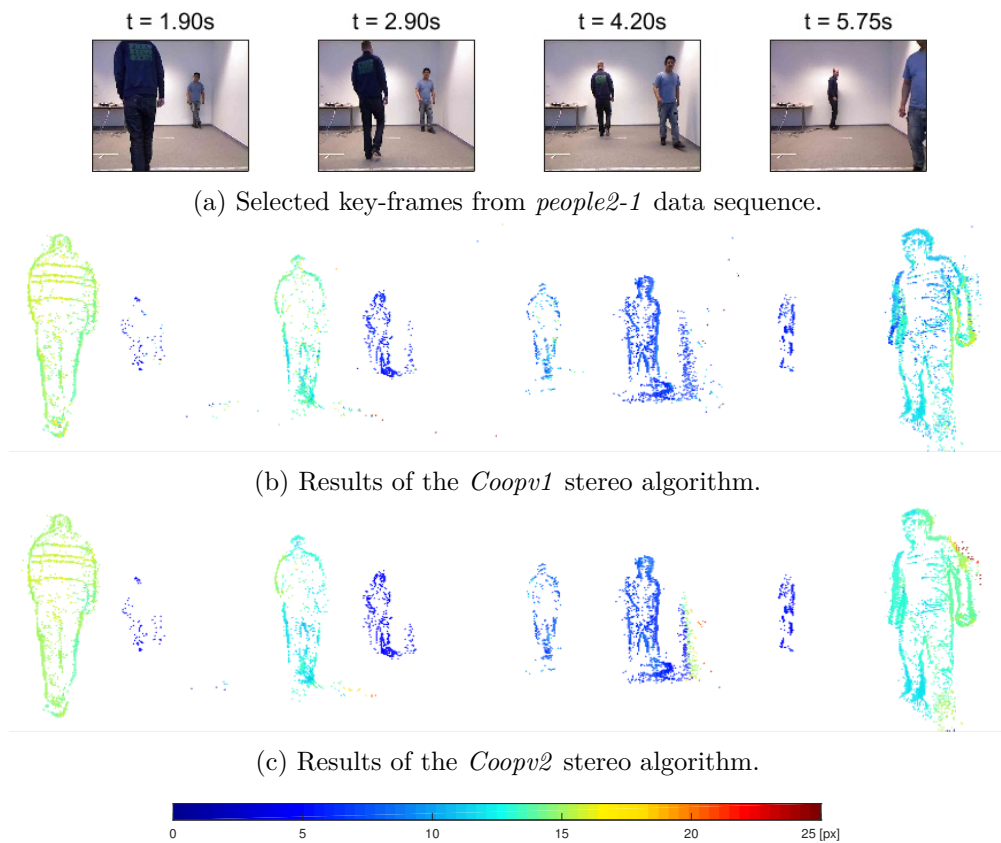 t = 1.90s t = 2.90s t = 4.20s t = 5.75s
(a) Selected key-frames from people2-1 data sequence.
(b) Results of the Coopv1 stereo algorithm.
(c) Results of the Coopv2 stereo algorithm.
0 5 10 15 20 25 [px]